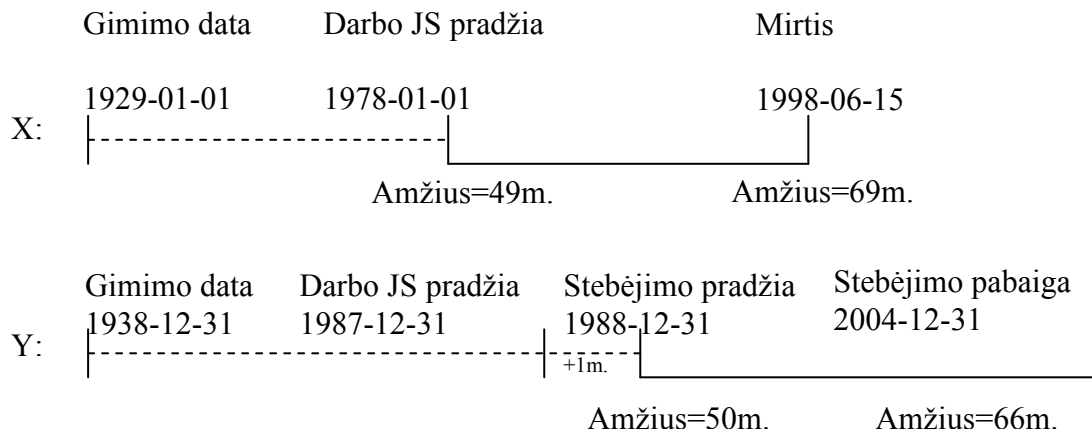 Gimimo data Darbo JS pradžia Mirtis
1929-01-01 1978-01-01 1998-06-15
X:
Amžius=49m. Amžius=69m.
Gimimo data Darbo JS pradžia Stebėjimo pradžia Stebėjimo pabaiga
1938-12-31 1987-12-31 1988-12-31 2004-12-31
Y:
+1m.
Amžius=50m. Amžius=66m.